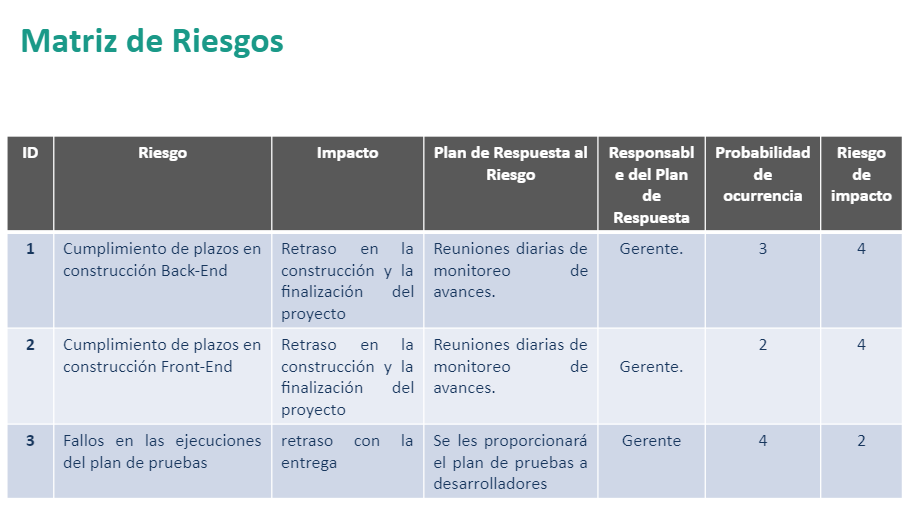 Matriz de Riesgos
ID
Riesgo
Impacto
Plan de Respuesta al
Riesgo
Responsabl
e del Plan
de
Respuesta
Probabilidad
de
ocurrencia
Riesgo
de
impacto
1
Cumplimiento de plazos en
construcción Back-End
Retraso en la
construcción y la
finalización del
proyecto
Reuniones diarias de
monitoreo de
avances.
Gerente.
3
4
2
Cumplimiento de plazos en
construcción Front-End
Retraso en la
construcción y la
finalización del
proyecto
Reuniones diarias de
monitoreo de
avances.
Gerente.
2
4
3
Fallos en las ejecuciones
del plan de pruebas
retraso con la
entrega
Se les proporcionará
el plan de pruebas a
desarrolladores
Gerente
4
2